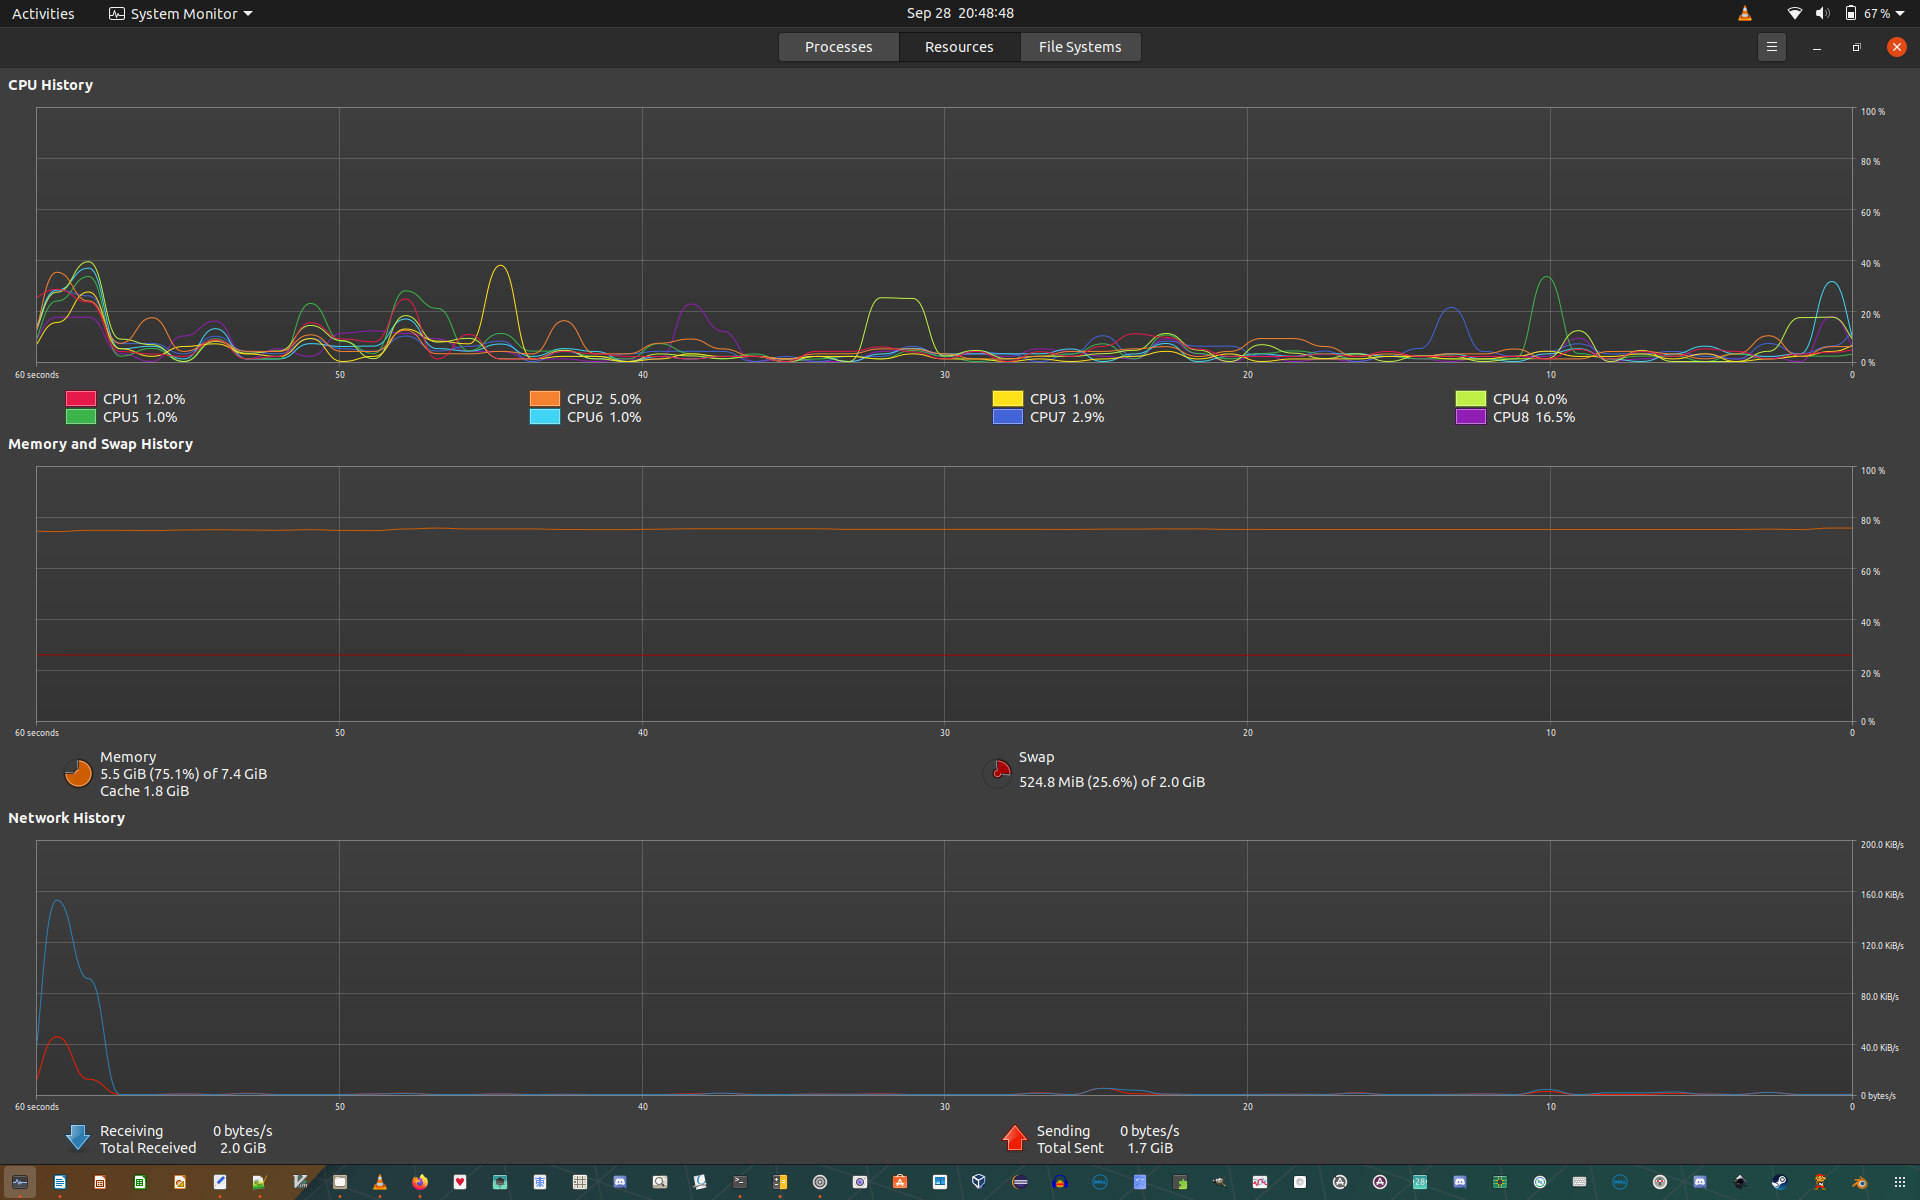 Activities System Monitor Sep 28 20:48:48 67 %
Processes Resources File Systems
CPU History
100 %
80 %
60 %
40 %
20 %
0 %
60 seconds 50 40 30 20 10 0
CPU1 12.0% CPU2 5.0% CPU3 1.0% CPU4 0.0%
CPU5 1.0% CPU6 1.0% CPU7 2.9% CPU8 16.5%
Memory and Swap History
100 %
80 %
60 %
40 %
20 %
0 %
60 seconds 50 40 30 20 10 0
Memory Swap
5.5 GiB (75.1%) of 7.4 GiB 524.8 MiB (25.6%) of 2.0 GiB
Cache 1.8 GiB
Network History
200.0 KiB/s
160.0 KiB/s
120.0 KiB/s
80.0 KiB/s
40.0 KiB/s
0 bytes/s
60 seconds 50 40 30 20 10 0
Receiving 0 bytes/s Sending 0 bytes/s
Total Received 2.0 GiB Total Sent 1.7 GiB